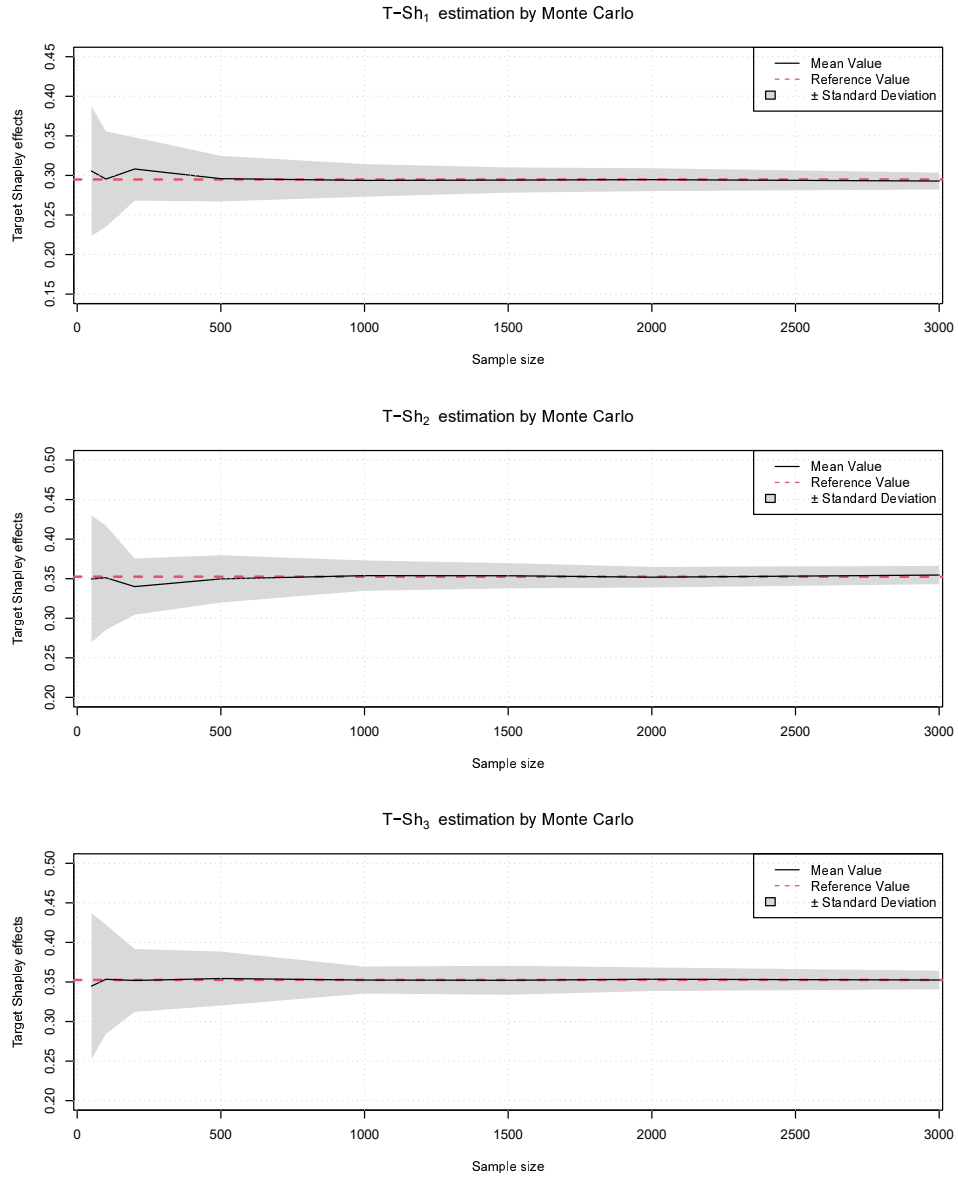 T−Sh1 estimation by Monte Carlo
Target Shapley effects
0.45
0.40
0.35
0.30
0.25
0.20
0.15
Mean Value
Reference Value
± Standard Deviation
0 500 1000 1500 2000 2500 3000
Sample size
T−Sh2 estimation by Monte Carlo
Target Shapley effects
0.50
0.45
0.40
0.35
0.30
0.25
0.20
Mean Value
Reference Value
± Standard Deviation
0 500 1000 1500 2000 2500 3000
Sample size
T−Sh3 estimation by Monte Carlo
Target Shapley effects
0.50
0.45
0.40
0.35
0.30
0.25
0.20
Mean Value
Reference Value
± Standard Deviation
0 500 1000 1500 2000 2500 3000
Sample size